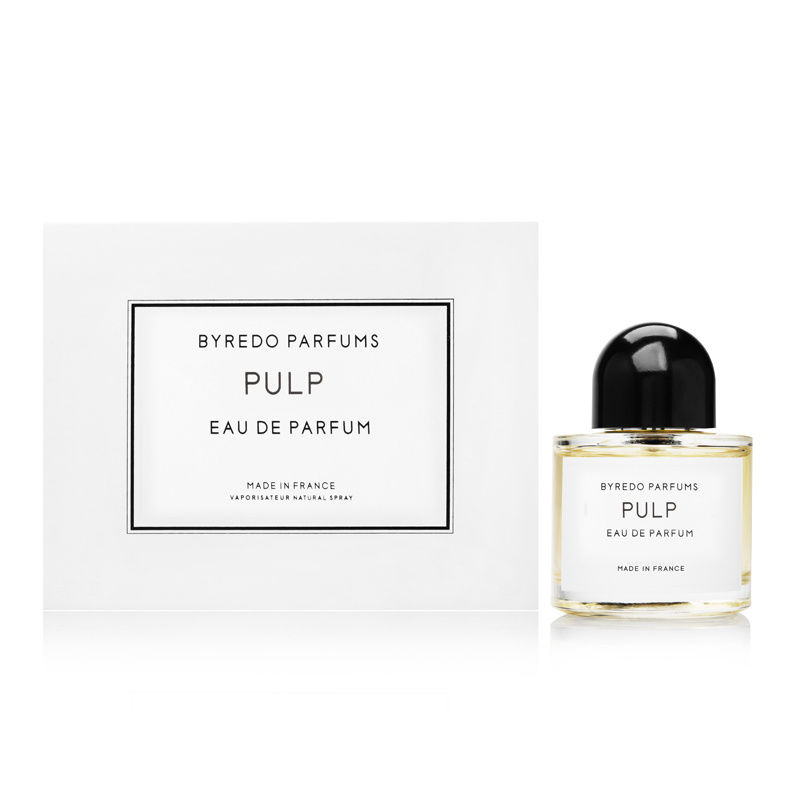 BYREDO PARFUMS
PULP
EAU DE PARFUM
MADE IN FRANCE
VAPORISATEUR NATURAL SPRAY
BYREDO PARFUMS
PULP
EAU DE PARFUM
MADE IN FRANCE